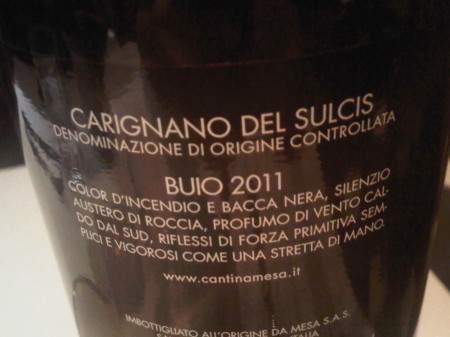 CARIGNANO DEL SULCIS
DENOMINAZIONE DI ORIGINE CONTROLLATA
BUIO 2011
COLOR D'INCENDIO E BACCA NERA, SILENZIO
AUSTERO DI ROCCIA, PROFUMO DI VENTO CAL-
DO DAL SUD, RIFLESSI DI FORZA PRIMITIVA SEM-
PLICI E VIGOROSI COME UNA STRETTA DI MANO.
www.cantinamesa.it
IMBOTTIGLIATO ALL'ORIGINE DA MESA S.A.S.